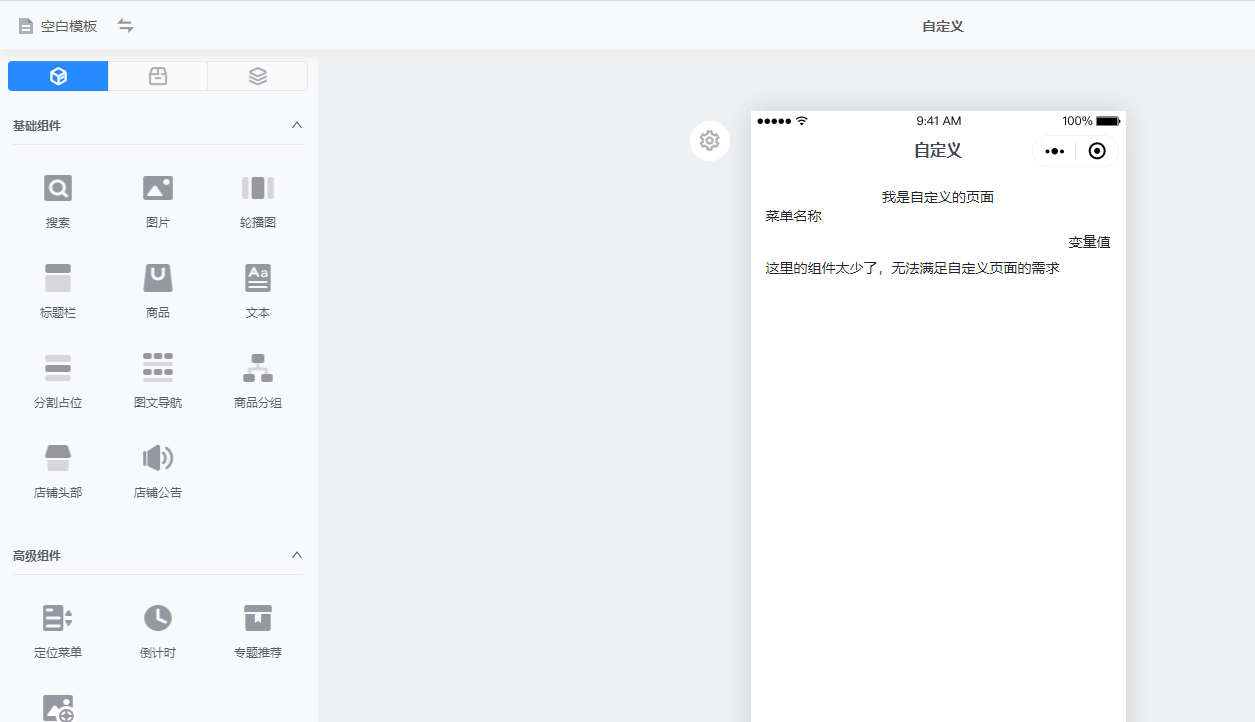 空白模板
自定义
基础组件
搜索
图片
轮播图
标题栏
商品
文本
分割占位
图文导航
商品分组
店铺头部
店铺公告
高级组件
定位菜单
倒计时
专题推荐
9:41 AM
100%
自定义
我是自定义的页面
菜单名称
变量值
这里的组件太少了，无法满足自定义页面的需求
Aa